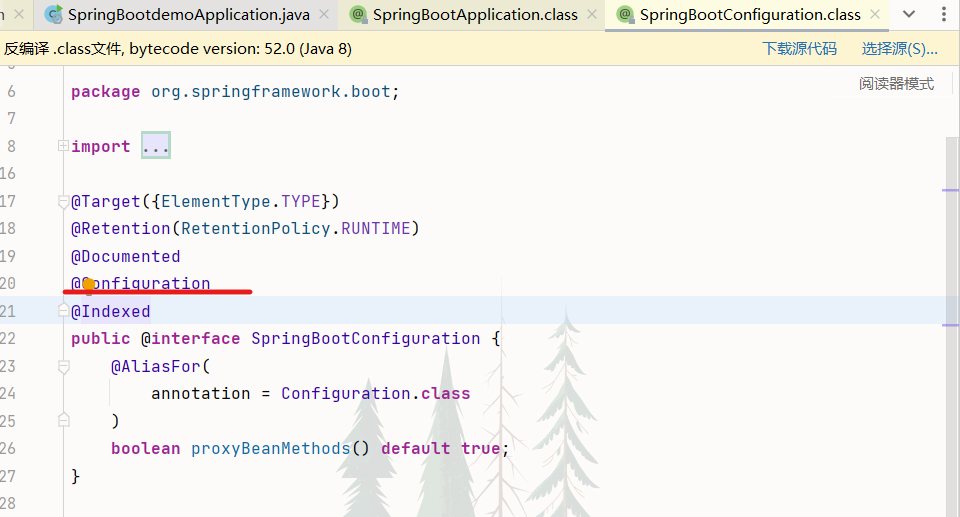 n SpringBootdemoApplication.java SpringBootApplication.class SpringBootConfiguration.class
反编译 .class文件, bytecode version: 52.0 (Java 8) 下载源代码 选择源(S)...
阅读器模式
6 package org.springframework.boot;
7
8 import ...
16
17 @Target({ElementType.TYPE})
18 @Retention(RetentionPolicy.RUNTIME)
19 @Documented
20 @Configuration
21 @Indexed
22 public @interface SpringBootConfiguration {
23 @AliasFor(
24 annotation = Configuration.class
25 )
26 boolean proxyBeanMethods() default true;
27 }
28